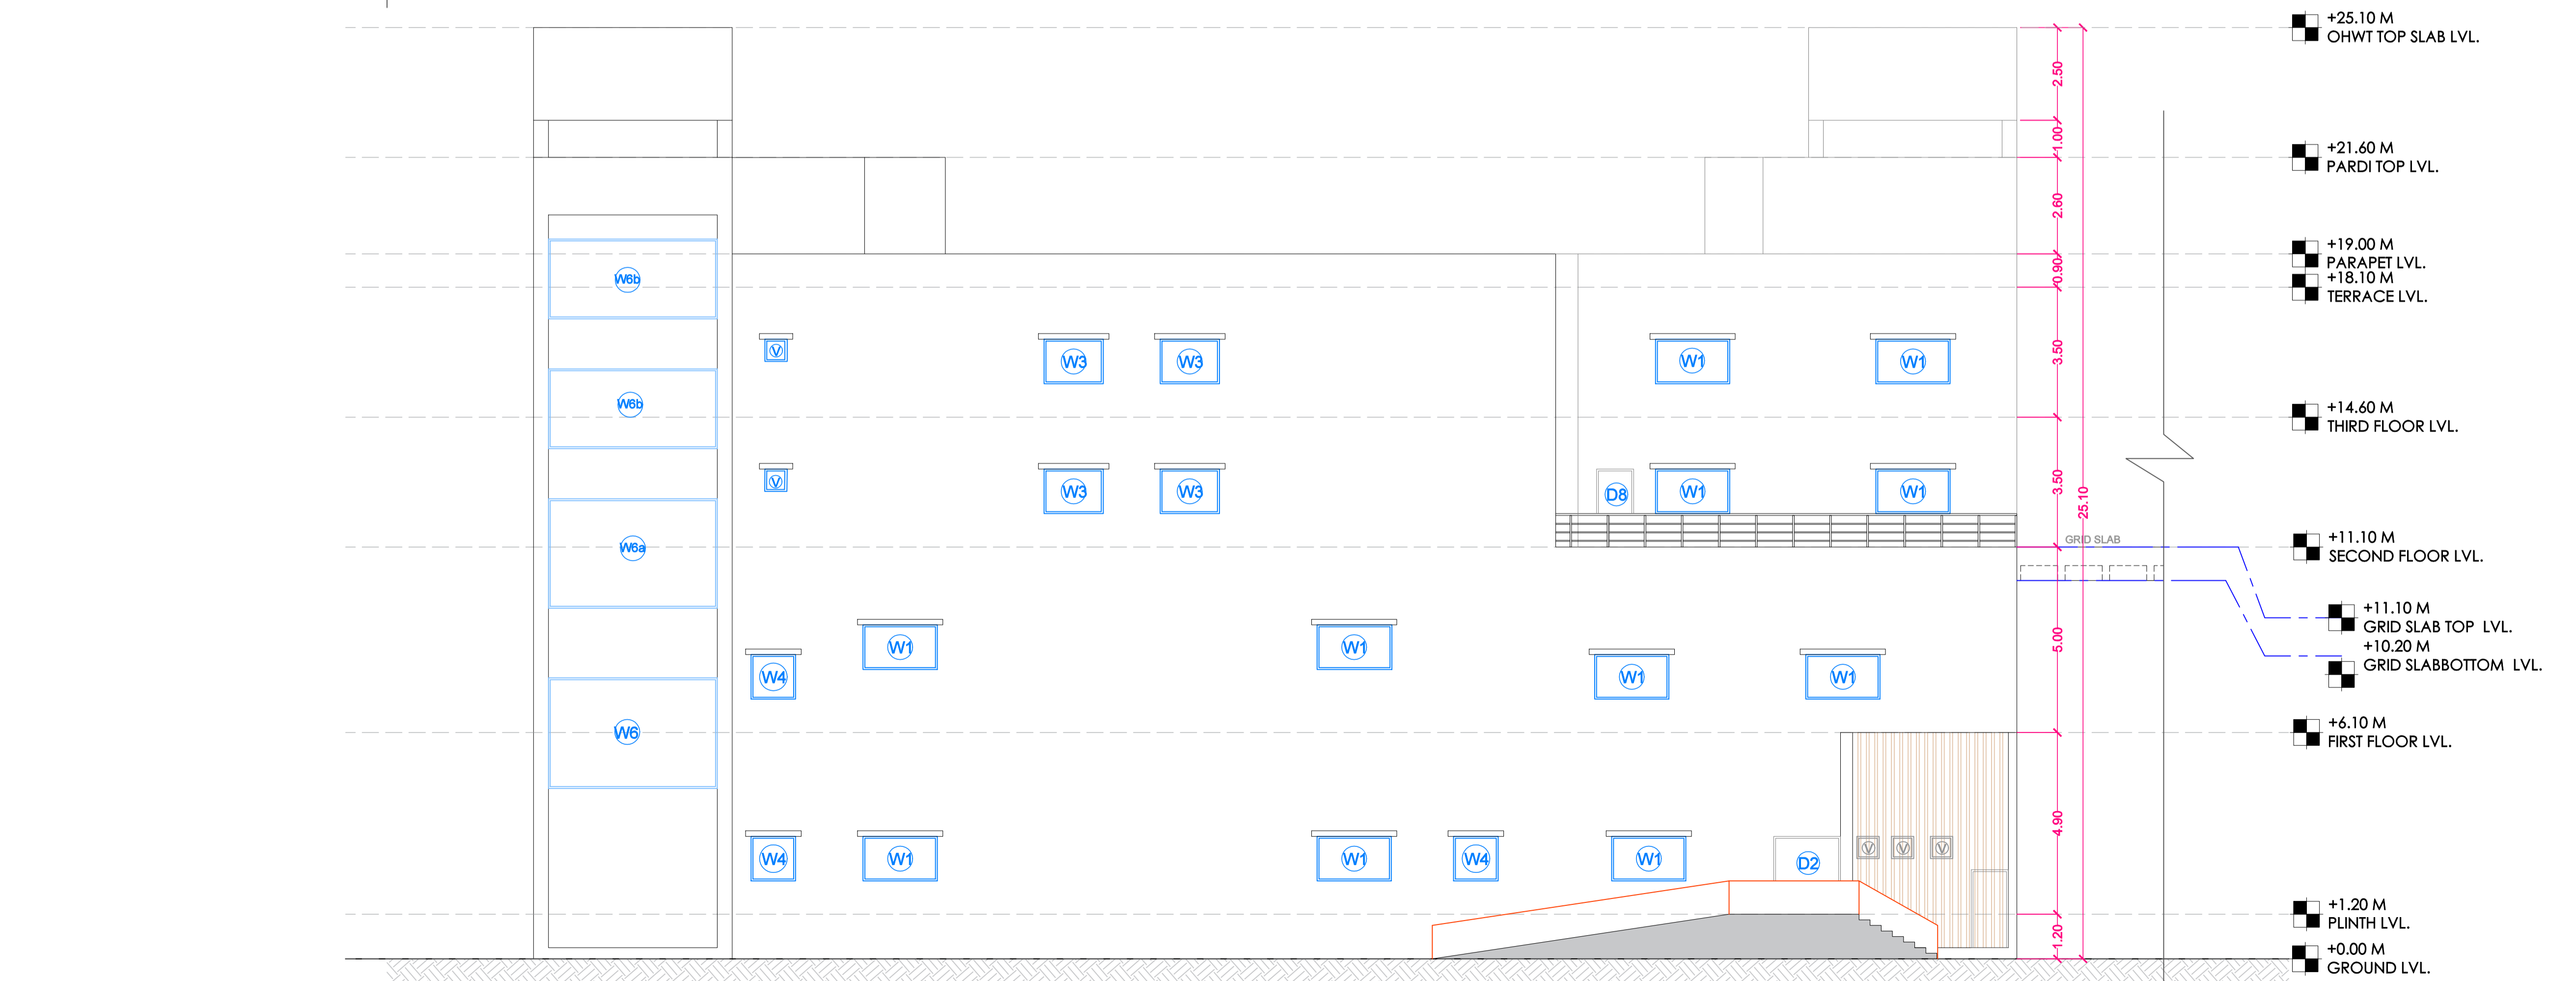 +25.10 M
OHWT TOP SLAB LVL.
2.50
1.00
+21.60 M
PARDI TOP LVL.
2.60
+19.00 M
PARAPET LVL.
0.90
+18.10 M
TERRACE LVL.
W6b
V
W3
W3
W1
W1
3.50
W6b
+14.60 M
THIRD FLOOR LVL.
V
W3
W3
D8
W1
W1
3.50
25.10
W6a
GRID SLAB
+11.10 M
SECOND FLOOR LVL.
+11.10 M
GRID SLAB TOP LVL.
+10.20 M
GRID SLABBOTTOM LVL.
W4
W1
W1
W1
W1
5.00
W6
+6.10 M
FIRST FLOOR LVL.
W4
W1
W1
W4
W1
D2
V
V
V
4.90
+1.20 M
PLINTH LVL.
1.20
+0.00 M
GROUND LVL.